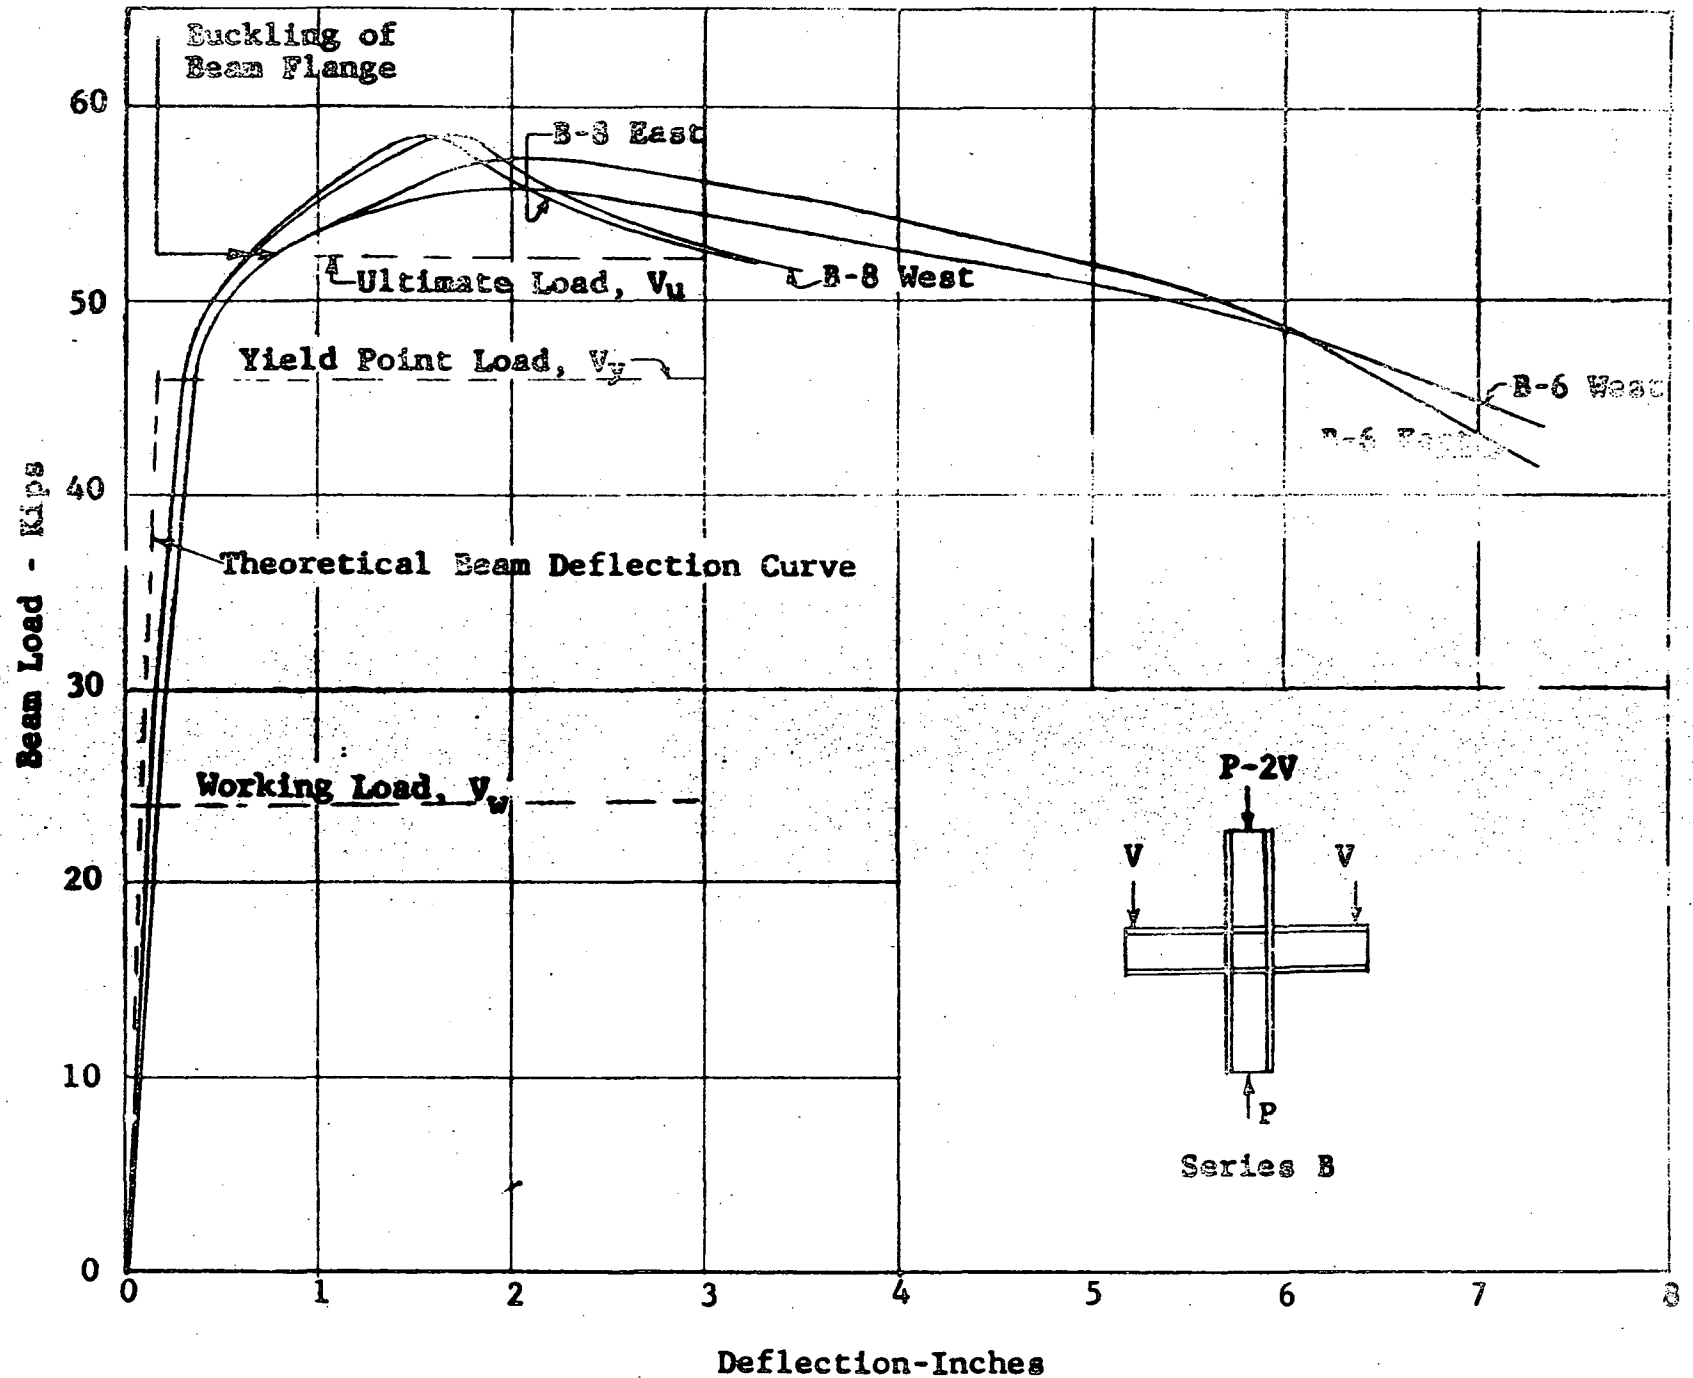 Buckling of
Beam Flange
60
B-8 East
Ultimate Load, Vu
B-8 West
50
Yield Point Load, Vy
B-6 West
B-6 East
40
Theoretical Beam Deflection Curve
Beam Load - Kips
30
Working Load, Vw
P-2V
V
V
20
10
P
Series B
0
0 1 2 3 4 5 6 7 8
Deflection-Inches